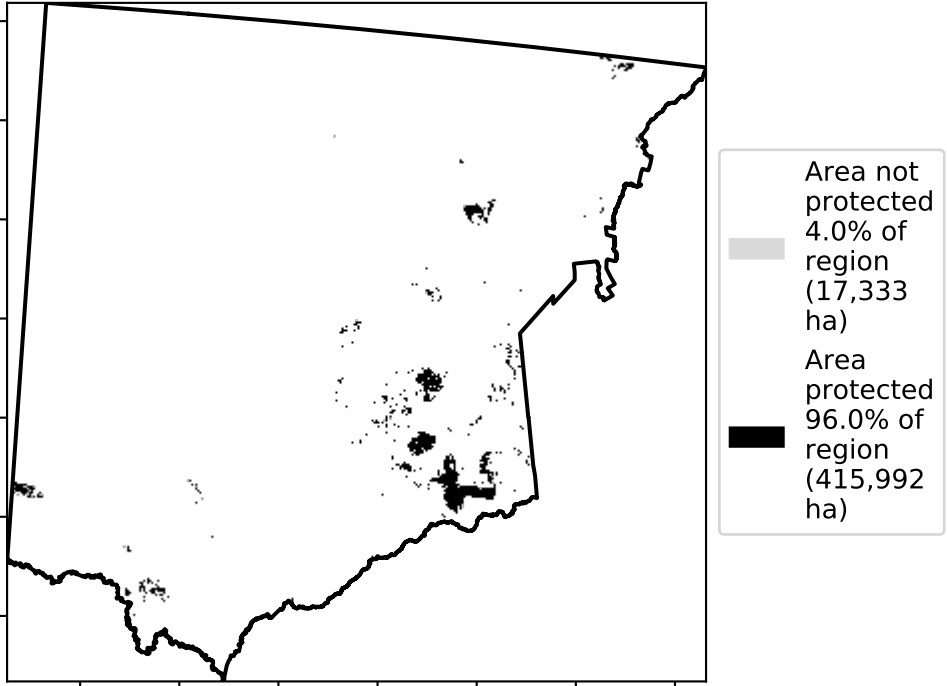 Area not
protected
4.0% of
region
(17,333
ha)
Area
protected
96.0% of
region
(415,992
ha)